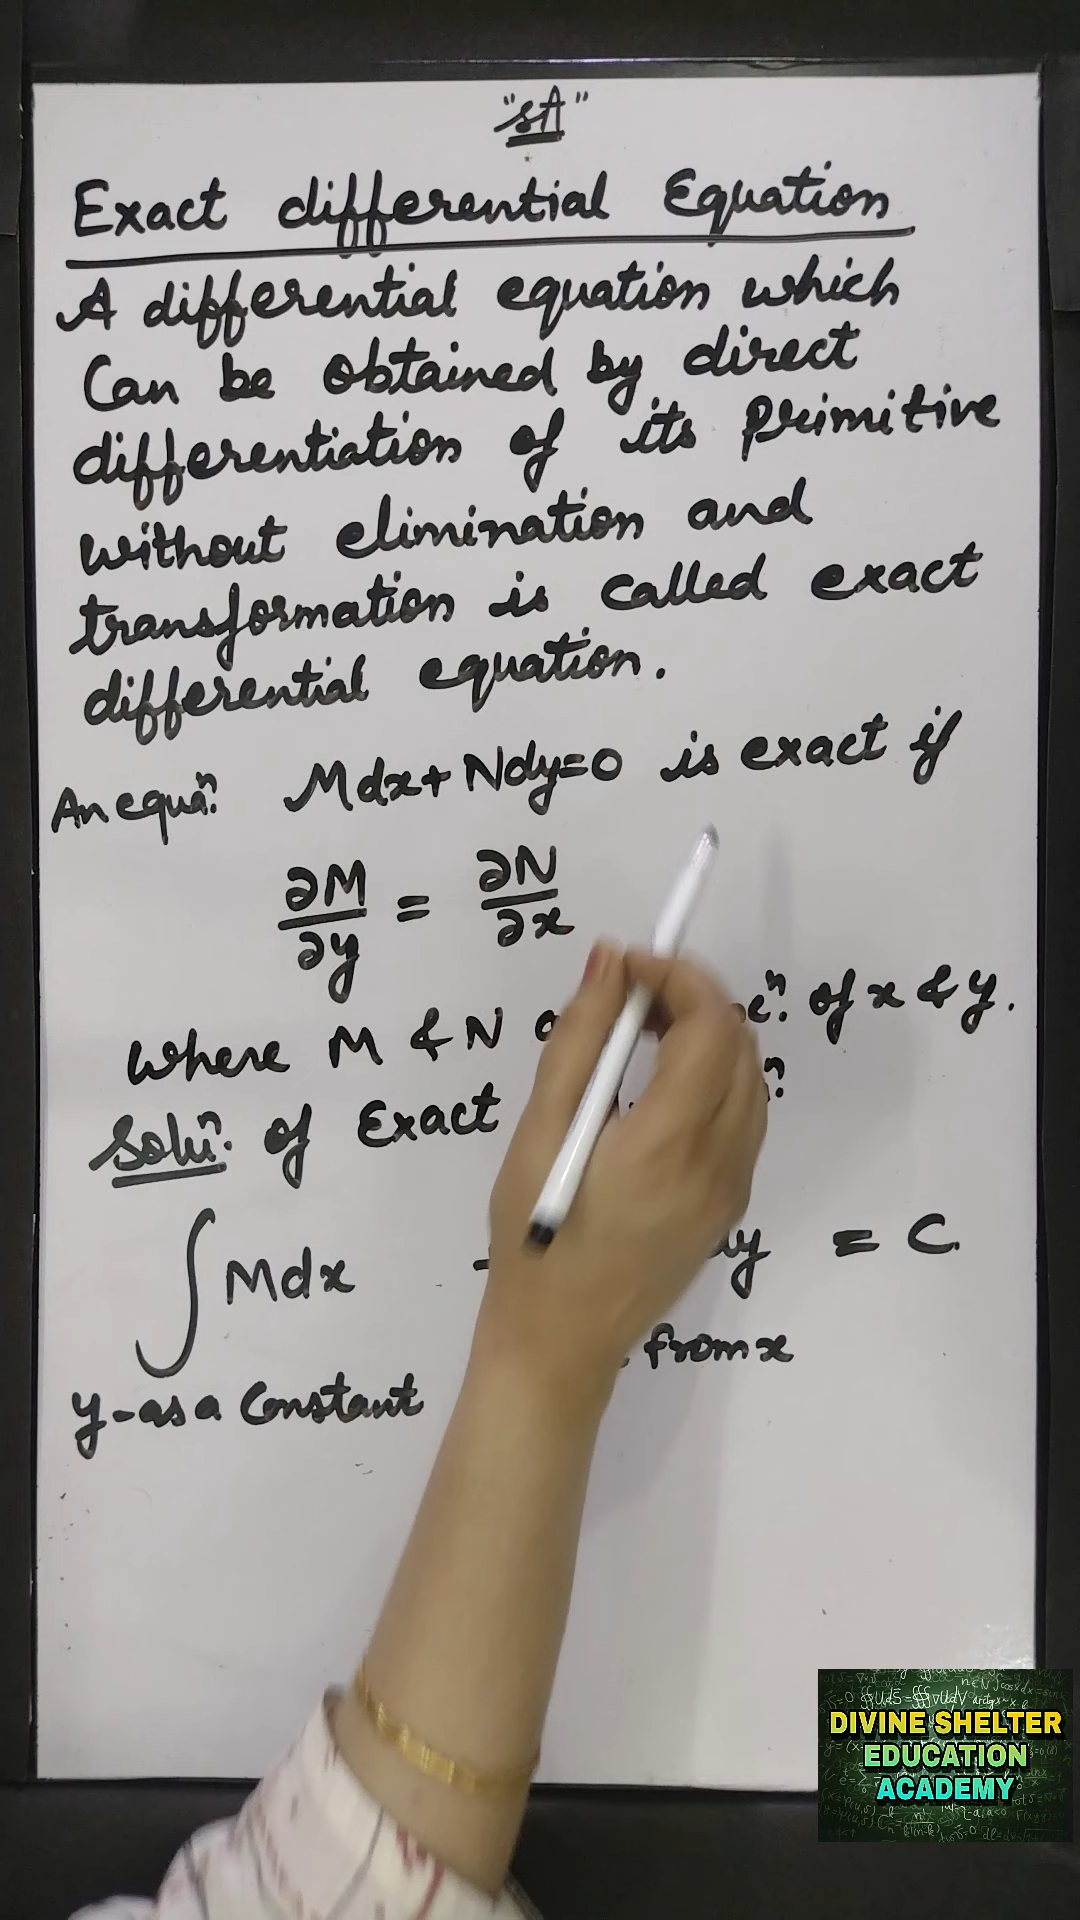 "SA"
Exact differential Equation
A differential equation which
Can be obtained by direct
differentiation of its primitive
without elimination and
transformation is called exact
differential equation.
An equaⁿ: Mdx + Ndy = 0 is exact if
∂M/∂y = ∂N/∂x
where M & N of x & y.
Soluⁿ. of Exact
∫ Mdx dy = C.
from x
y-as a Constant
DIVINE SHELTER
EDUCATION
ACADEMY